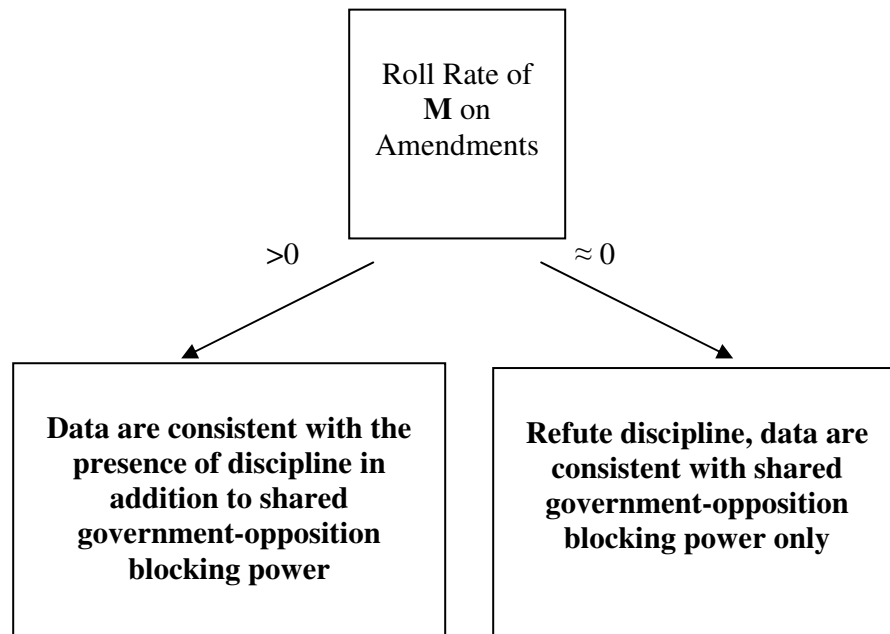 Roll Rate of
M on
Amendments
>0
≈ 0
Data are consistent with the
presence of discipline in
addition to shared
government-opposition
blocking power
Refute discipline, data are
consistent with shared
government-opposition
blocking power only